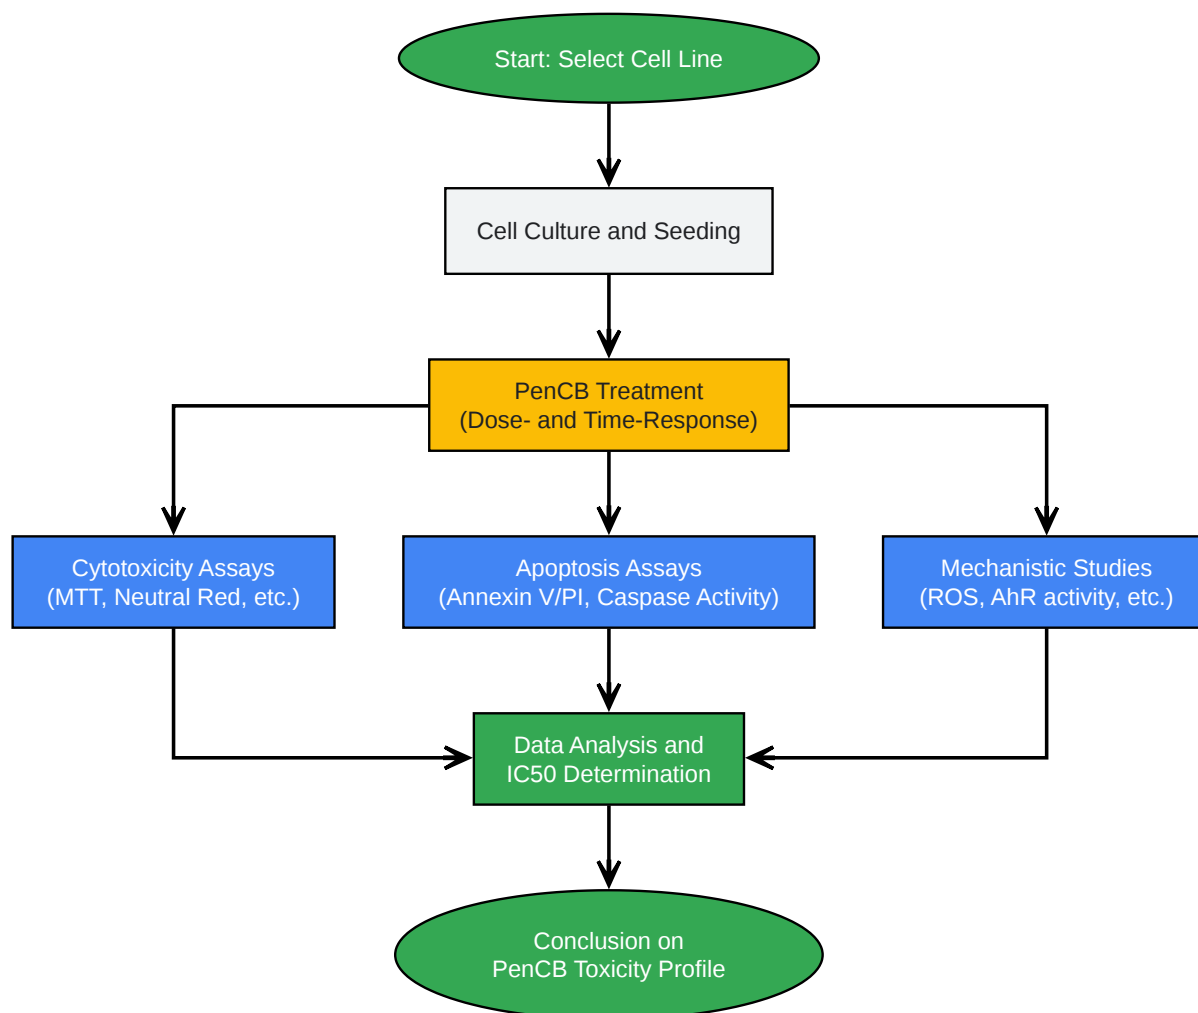 Start: Select Cell Line
Cell Culture and Seeding
PenCB Treatment
(Dose- and Time-Response)
Cytotoxicity Assays
(MTT, Neutral Red, etc.)
Apoptosis Assays
(Annexin V/PI, Caspase Activity)
Mechanistic Studies
(ROS, AhR activity, etc.)
Data Analysis and
IC50 Determination
Conclusion on
PenCB Toxicity Profile